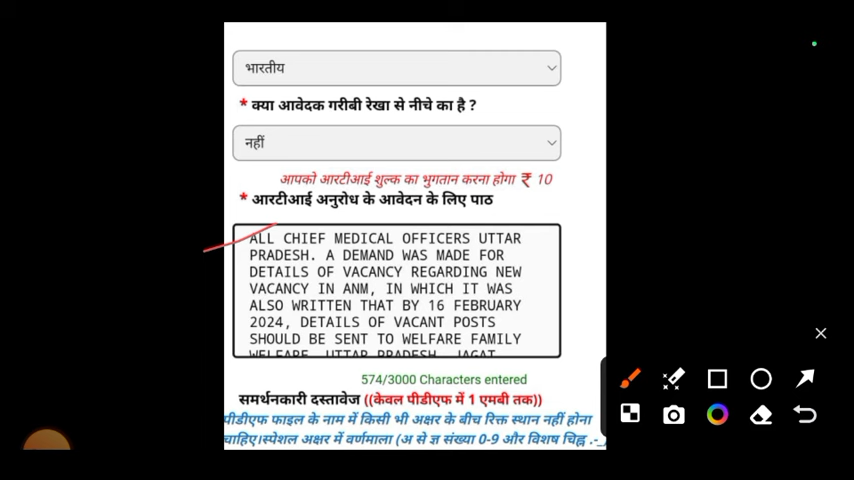 भारतीय
* क्या आवेदक गरीबी रेखा से नीचे का है ?
नहीं
आपको आरटीआई शुल्क का भुगतान करना होगा ₹ 10
* आरटीआई अनुरोध के आवेदन के लिए पाठ
ALL CHIEF MEDICAL OFFICERS UTTAR
PRADESH. A DEMAND WAS MADE FOR
DETAILS OF VACANCY REGARDING NEW
VACANCY IN ANM, IN WHICH IT WAS
ALSO WRITTEN THAT BY 16 FEBRUARY
2024, DETAILS OF VACANT POSTS
SHOULD BE SENT TO WELFARE FAMILY
WELFARE, UTTAR PRADESH, JAGAT
574/3000 Characters entered
समर्थनकारी दस्तावेज ((केवल पीडीएफ में 1 एमबी तक))
पीडीएफ फाइल के नाम में किसी भी अक्षर के बीच रिक्त स्थान नहीं होना
चाहिए।स्पेशल अक्षर में वर्णमाला (अ से ज्ञ संख्या 0-9 और विशष चिह्न .-_)